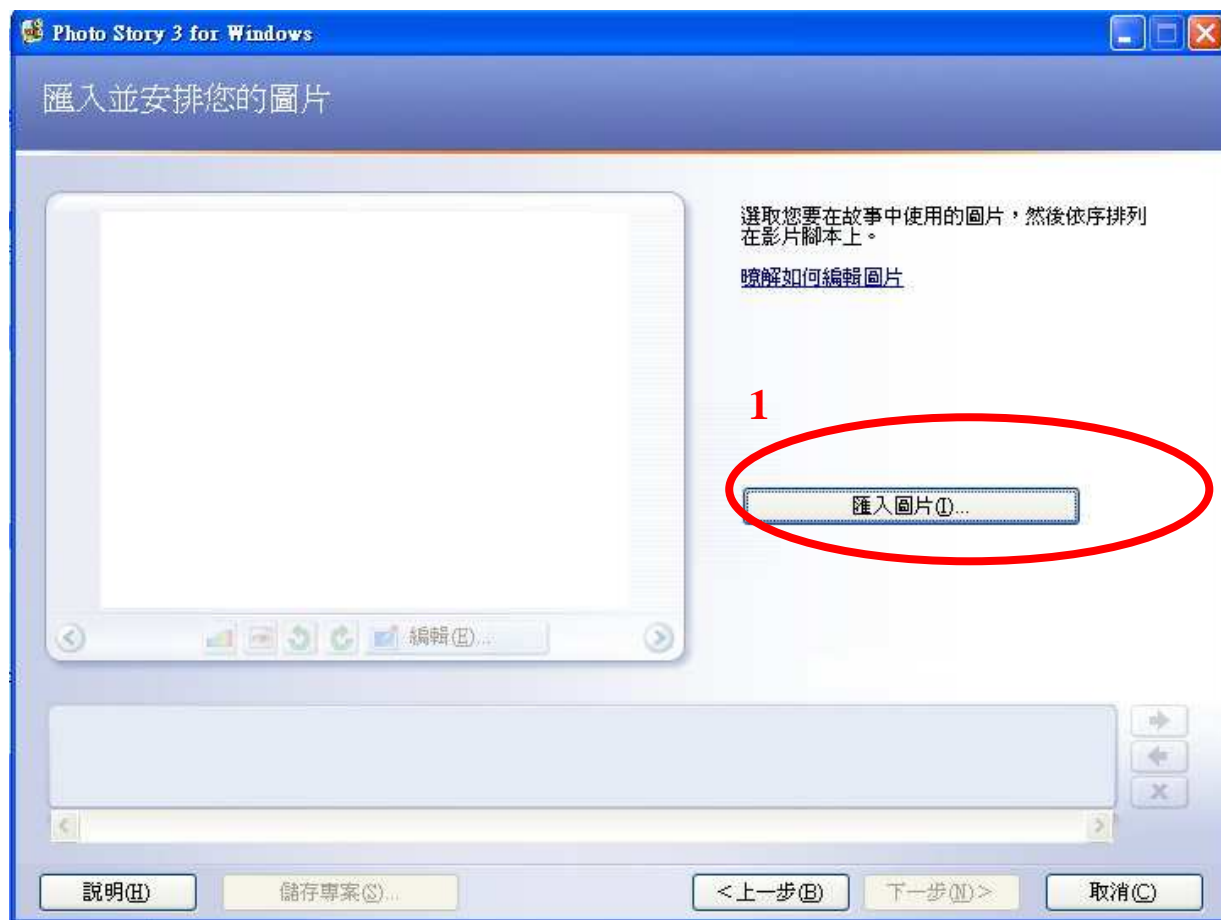 Photo Story 3 for Windows
匯入並安排您的圖片
選取您要在故事中使用的圖片，然後依序排列
在影片腳本上。
瞭解如何編輯圖片
1
匯入圖片(I)...
編輯(E)...
說明(H)
儲存專案(S)...
<上一步(B)
下一步(N)>
取消(C)